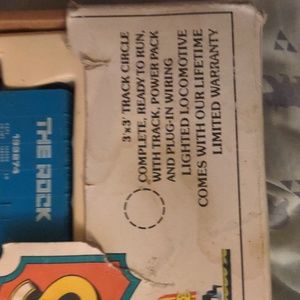 3'x3' TRACK CIRCLE
COMPLETE, READY TO RUN,
WITH TRACK, POWER PACK
AND PLUG-IN WIRING
LIGHTED LOCOMOTIVE
COMES WITH OUR LIFETIME
LIMITED WARRANTY
THE ROCK